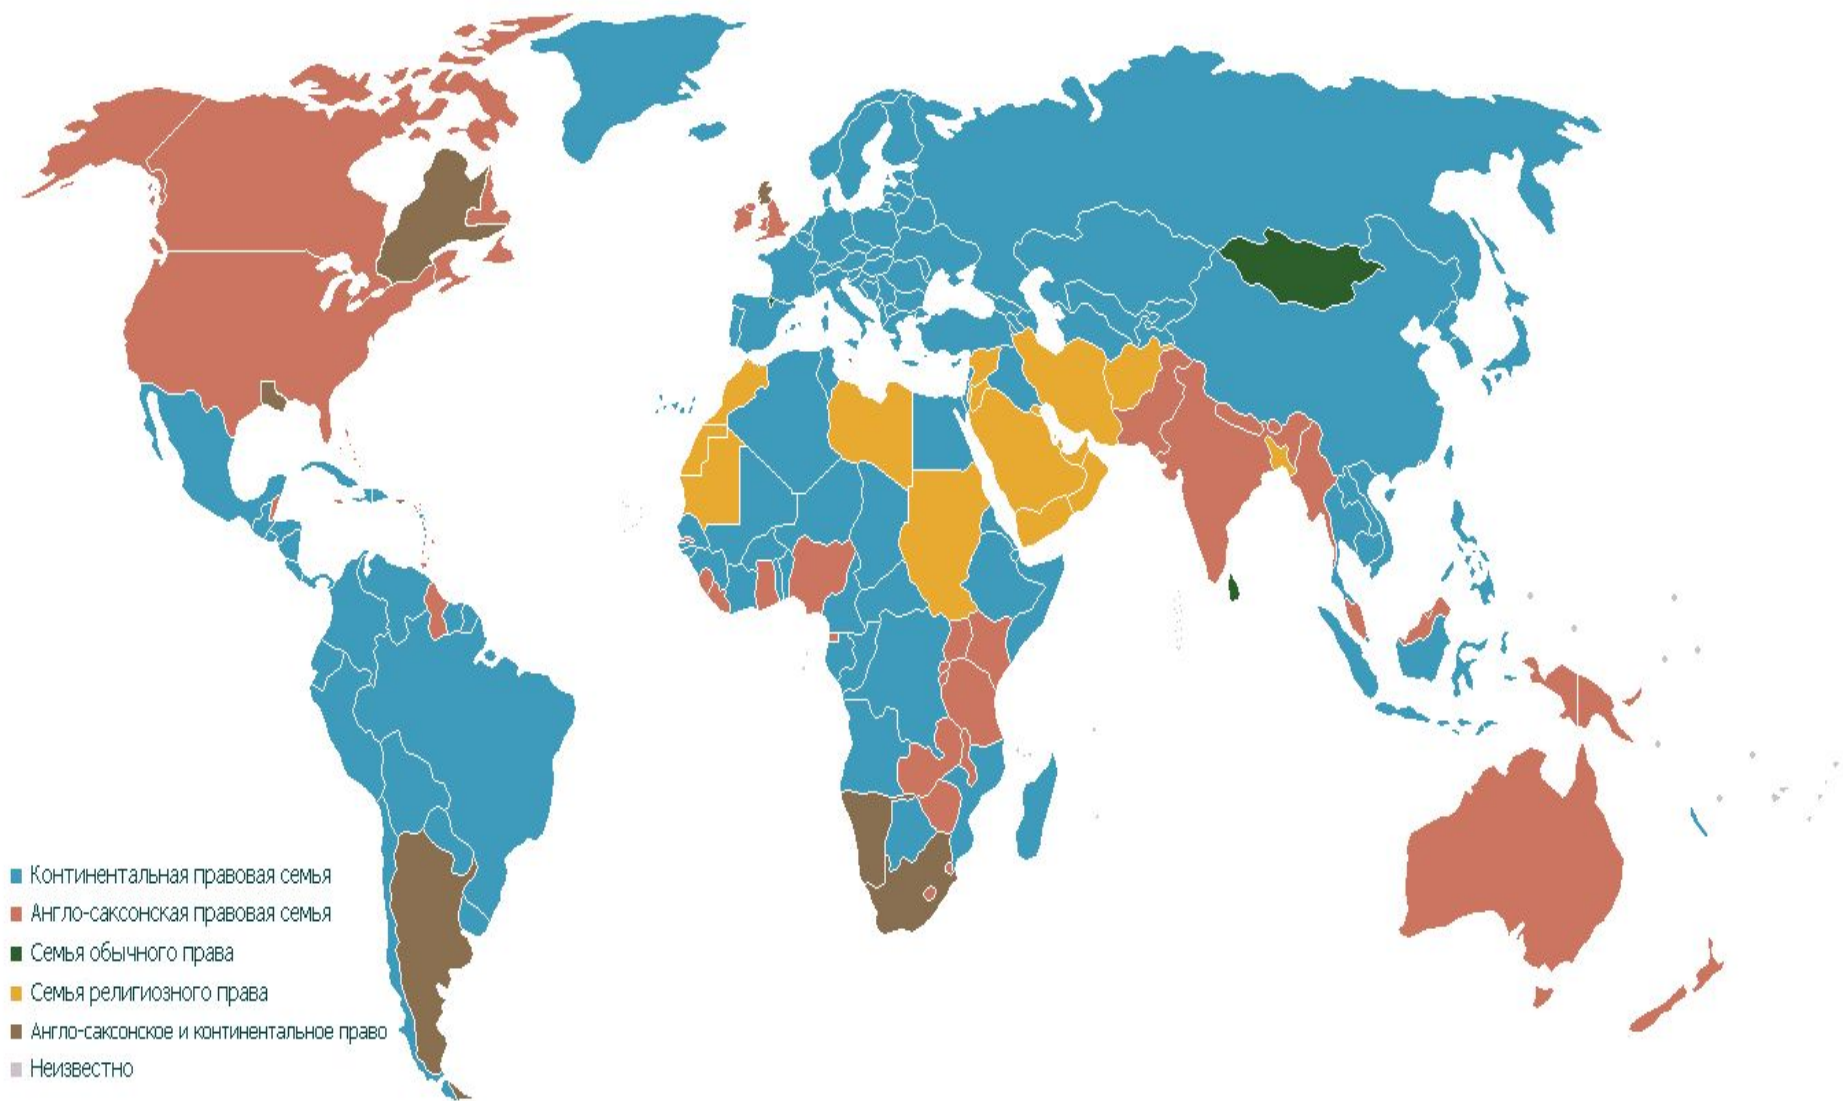 Континентальная правовая семья
Англо-саксонская правовая семья
Семья обычного права
Семья религиозного права
Англо-саксонское и континентальное право
Неизвестно